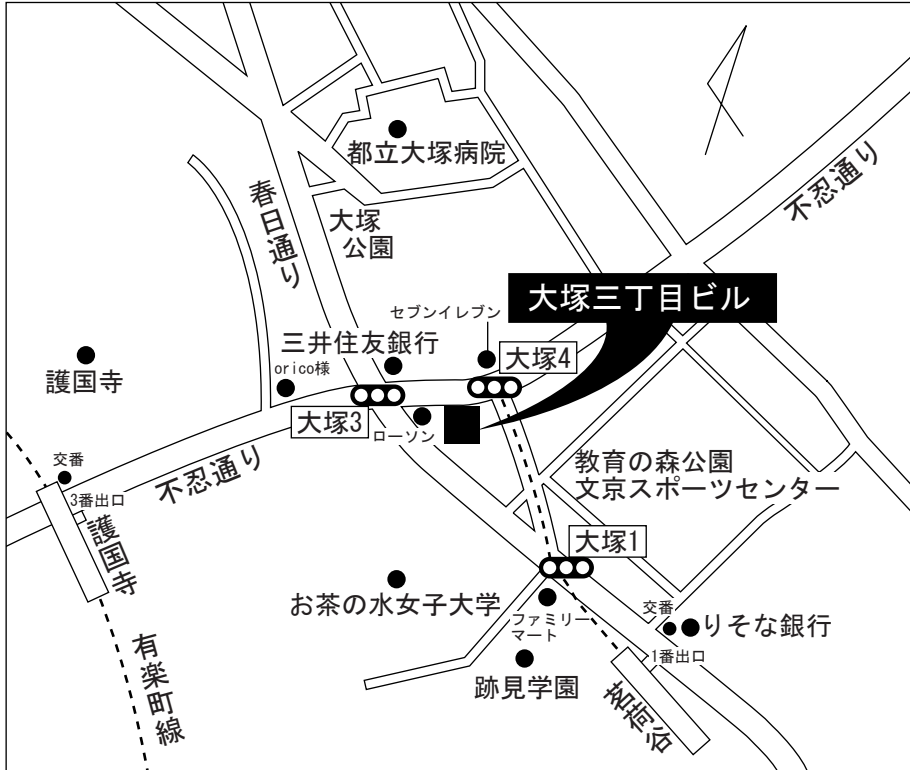 都立大塚病院
不忍通り
春日通り
大塚
公園
大塚三丁目ビル
セブンイレブン
三井住友銀行
大塚4
orico様
護国寺
大塚3
ローソン
不忍通り
交番
3番出口
護国寺
教育の森公園
文京スポーツセンター
大塚1
お茶の水女子大学
ファミリー
マート
交番
りそな銀行
1番出口
跡見学園
茗荷谷
有楽町線